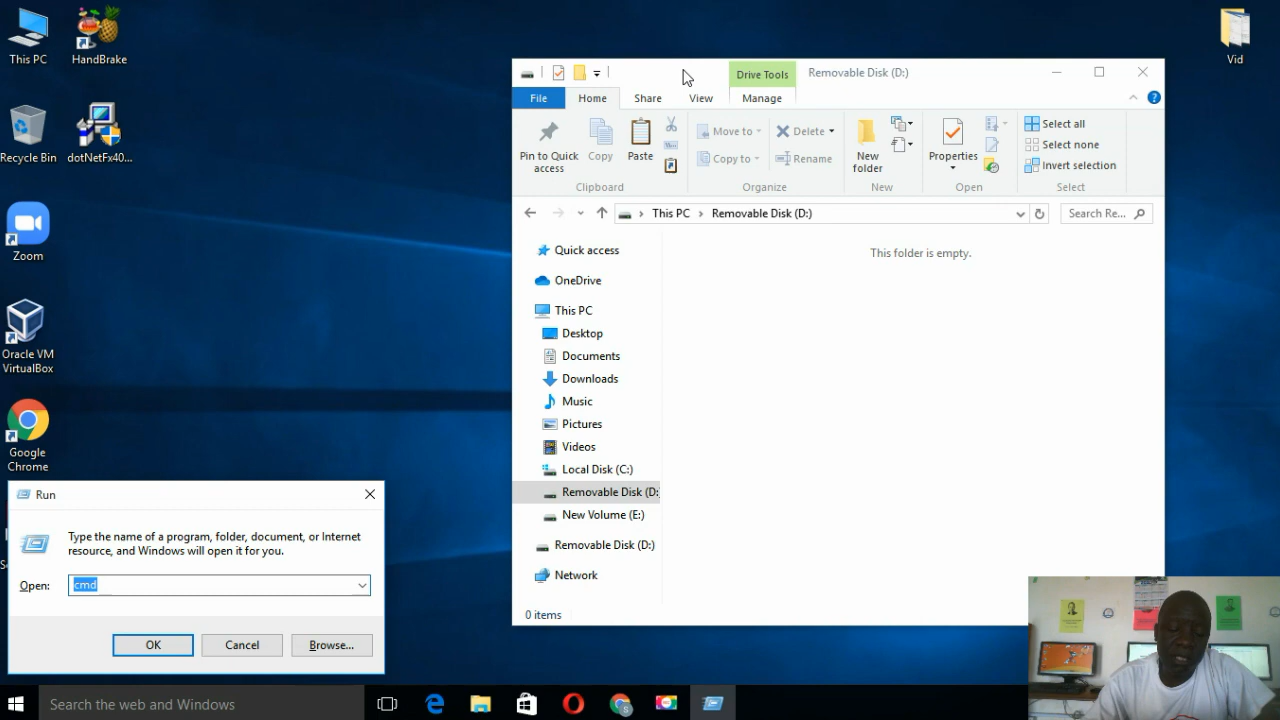 This PC
HandBrake
Recycle Bin
dotNetFx40...
Zoom
Oracle VM
VirtualBox
Google
Chrome
Vid
Drive Tools
Removable Disk (D:)
File
Home
Share
View
Manage
Pin to Quick
access
Copy
Paste
Move to
Copy to
Delete
Rename
New
folder
Properties
Select all
Select none
Invert selection
Clipboard
Organize
New
Open
Select
This PC
Removable Disk (D:)
Search Re...
Quick access
OneDrive
This PC
Desktop
Documents
Downloads
Music
Pictures
Videos
Local Disk (C:)
Removable Disk (D:
New Volume (E:)
Removable Disk (D:)
Network
This folder is empty.
0 items
Run
Type the name of a program, folder, document, or Internet
resource, and Windows will open it for you.
Open:
cmd
OK
Cancel
Browse...
Search the web and Windows